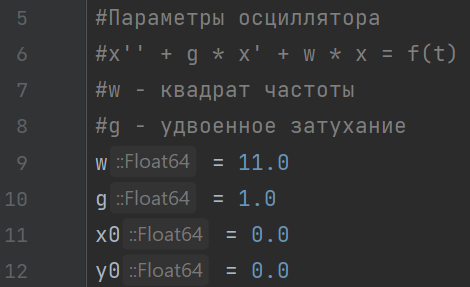 5 #Параметры осциллятора
6 #x'' + g * x' + w * x = f(t)
7 #w - квадрат частоты
8 #g - удвоенное затухание
9 w ::Float64 = 11.0
10 g ::Float64 = 1.0
11 x0 ::Float64 = 0.0
12 y0 ::Float64 = 0.0